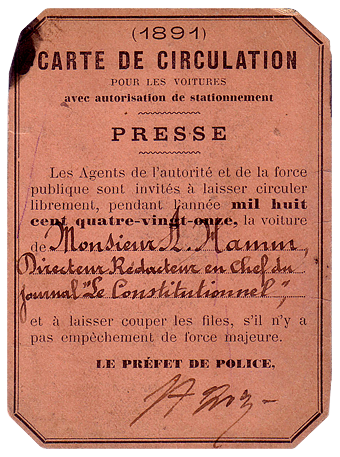 (1891)
CARTE DE CIRCULATION
POUR LES VOITURES
avec autorisation de stationnement
PRESSE
Les Agents de l'autorité et de la force
publique sont invités à laisser circuler
librement, pendant l'année mil huit
cent quatre-vingt-onze, la voiture
de Monsieur A. Hamm,
Directeur Rédacteur en Chef du
journal "Le Constitutionnel",
et à laisser couper les files, s'il n'y a
pas empêchement de force majeure.
LE PRÉFET DE POLICE,